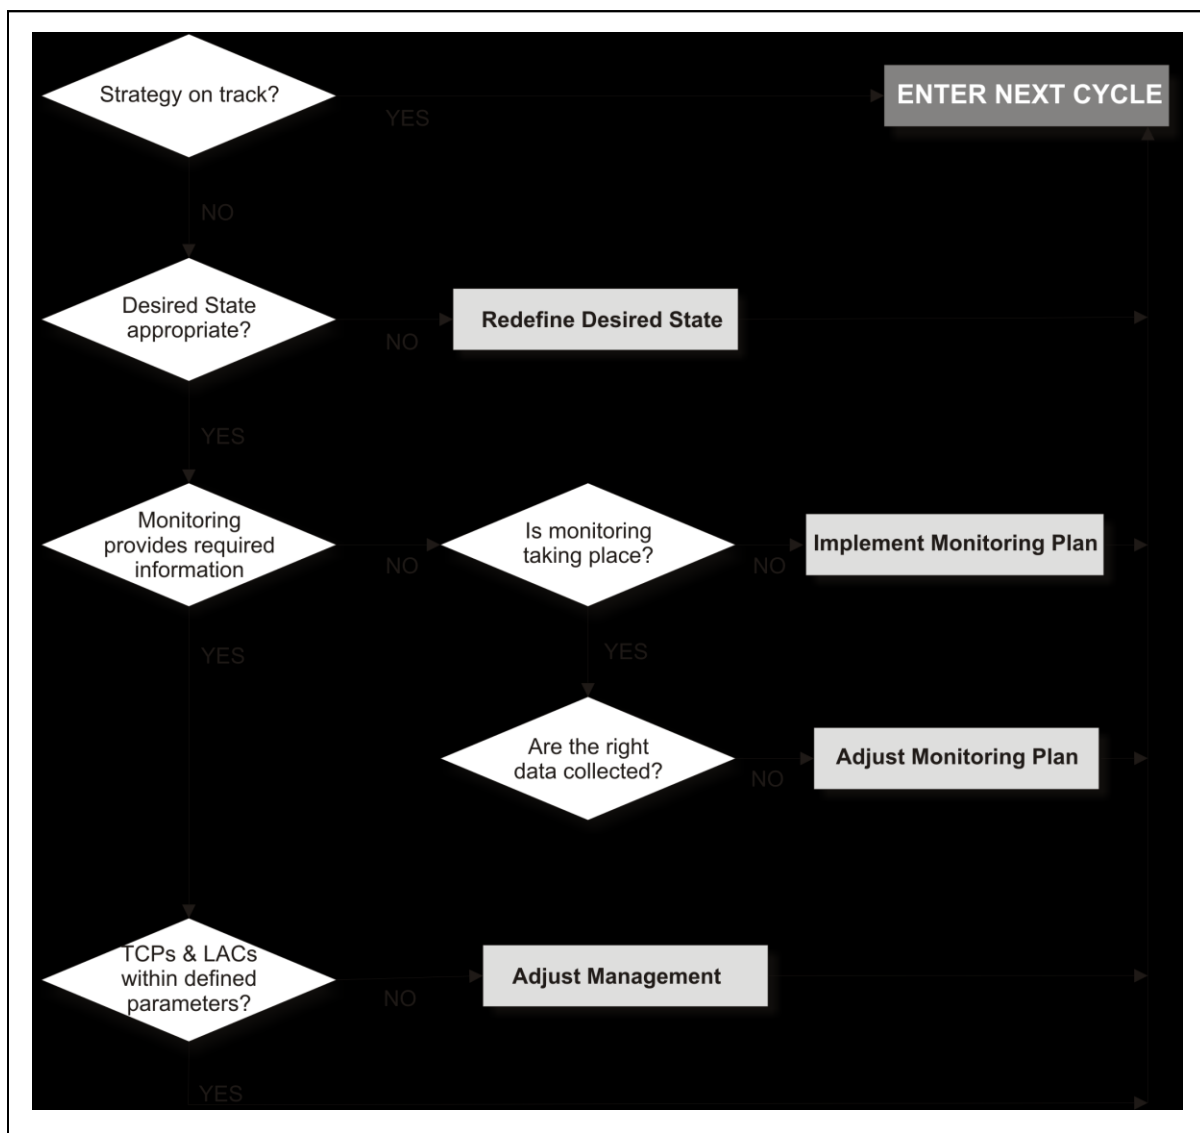 Strategy on track?
YES
ENTER NEXT CYCLE
NO
Desired State
appropriate?
NO
Redefine Desired State
YES
Monitoring
provides required
information
NO
Is monitoring
taking place?
NO
Implement Monitoring Plan
YES
YES
Are the right
data collected?
NO
Adjust Monitoring Plan
TCPs & LACs
within defined
parameters?
NO
Adjust Management
YES